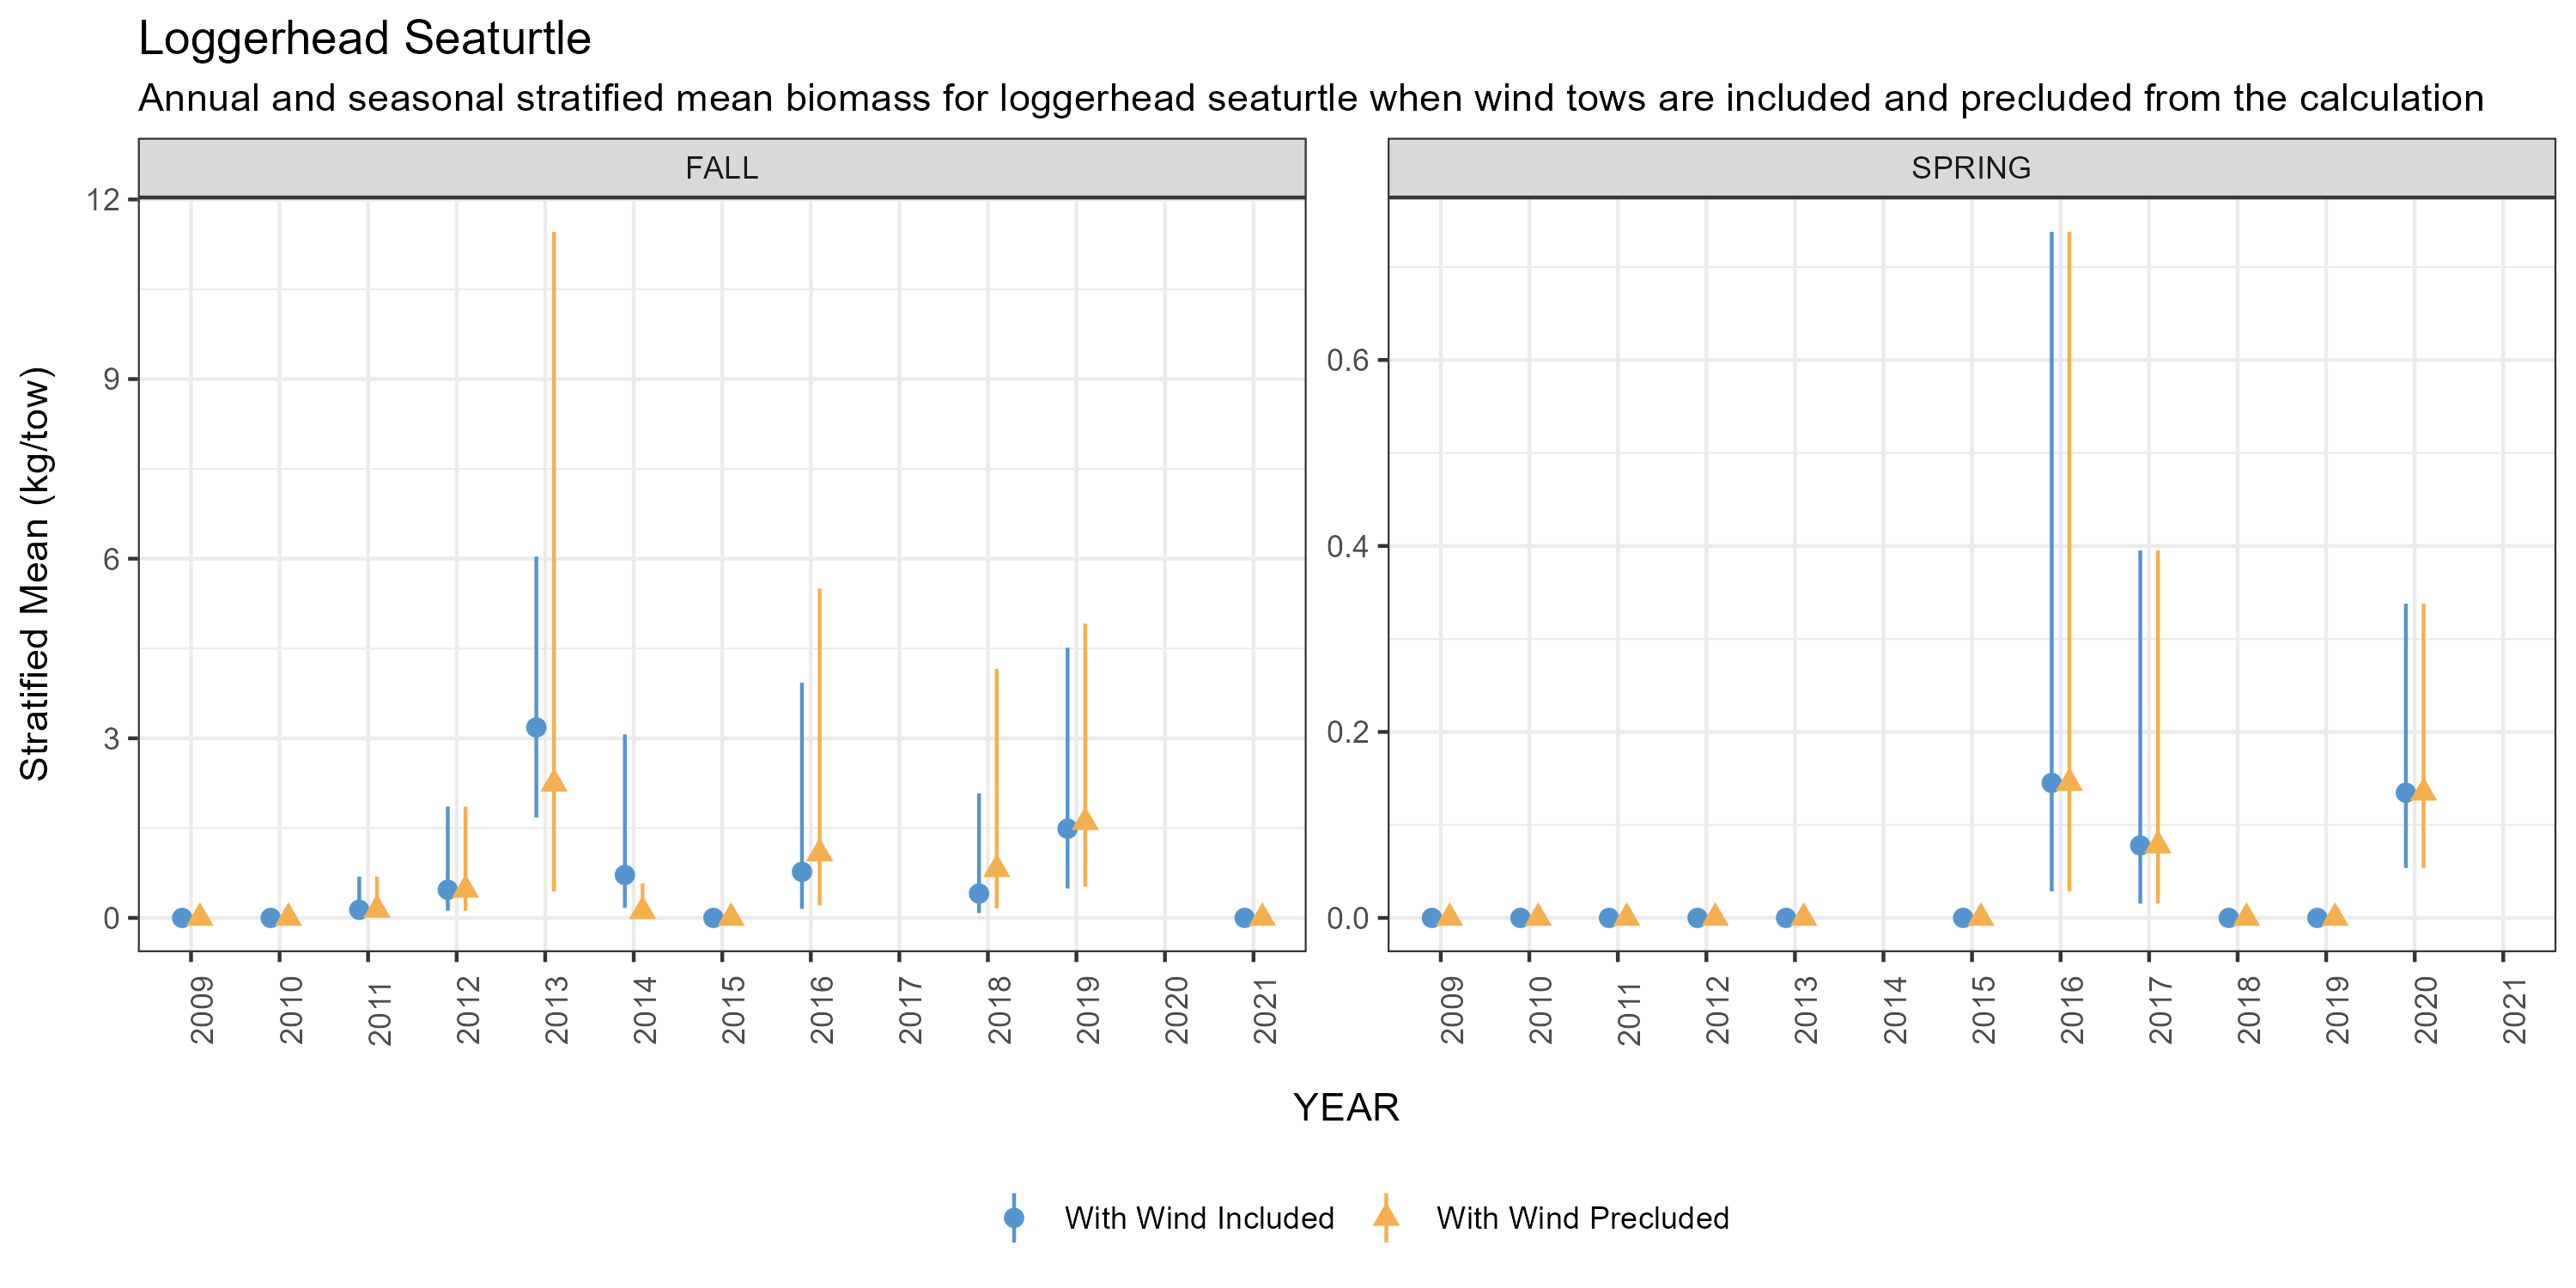 Loggerhead Seaturtle
Annual and seasonal stratified mean biomass for loggerhead seaturtle when wind tows are included and precluded from the calculation
FALL
SPRING
Stratified Mean (kg/tow)
12
9
6
3
0
0.6
0.4
0.2
0.0
2009 2010 2011 2012 2013 2014 2015 2016 2017 2018 2019 2020 2021
2009 2010 2011 2012 2013 2014 2015 2016 2017 2018 2019 2020 2021
YEAR
With Wind Included
With Wind Precluded